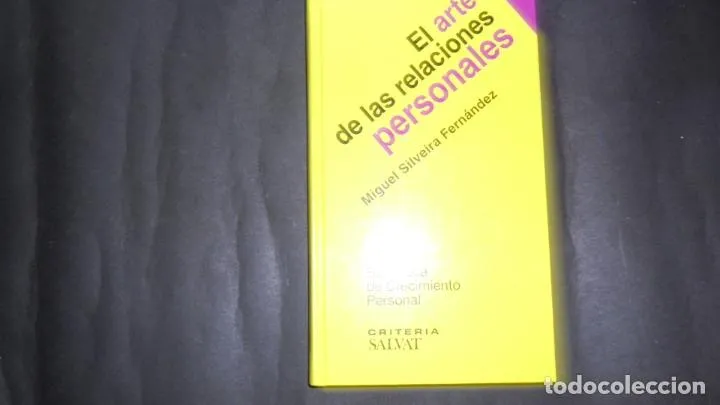 El arte
de las relaciones
personales
Miguel Silveira Fernández
de Crecimiento
Personal
CRITERIA
SALVAT
todocoleccion